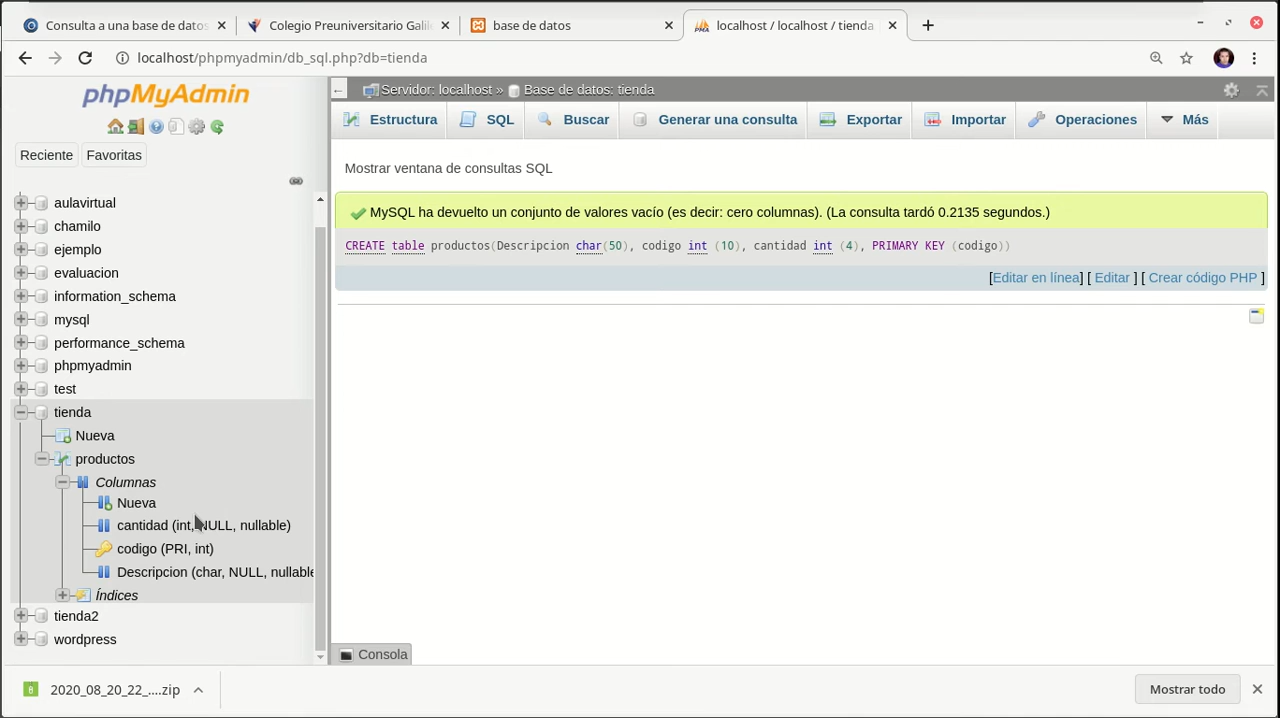 Consulta a una base de datos
Colegio Preuniversitario Galil
base de datos
localhost / localhost / tienda
localhost/phpmyadmin/db_sql.php?db=tienda
phpMyAdmin
Reciente
Favoritas
aulavirtual
chamilo
ejemplo
evaluacion
information_schema
mysql
performance_schema
phpmyadmin
test
tienda
Nueva
productos
Columnas
Nueva
cantidad (int, NULL, nullable)
codigo (PRI, int)
Descripcion (char, NULL, nullable
Índices
tienda2
wordpress
Servidor: localhost » Base de datos: tienda
Estructura
SQL
Buscar
Generar una consulta
Exportar
Importar
Operaciones
Más
Mostrar ventana de consultas SQL
MySQL ha devuelto un conjunto de valores vacío (es decir: cero columnas). (La consulta tardó 0.2135 segundos.)
CREATE table productos(Descripcion char(50), codigo int (10), cantidad int (4), PRIMARY KEY (codigo))
[Editar en línea] [ Editar ] [ Crear código PHP ]
Consola
2020_08_20_22_....zip
Mostrar todo